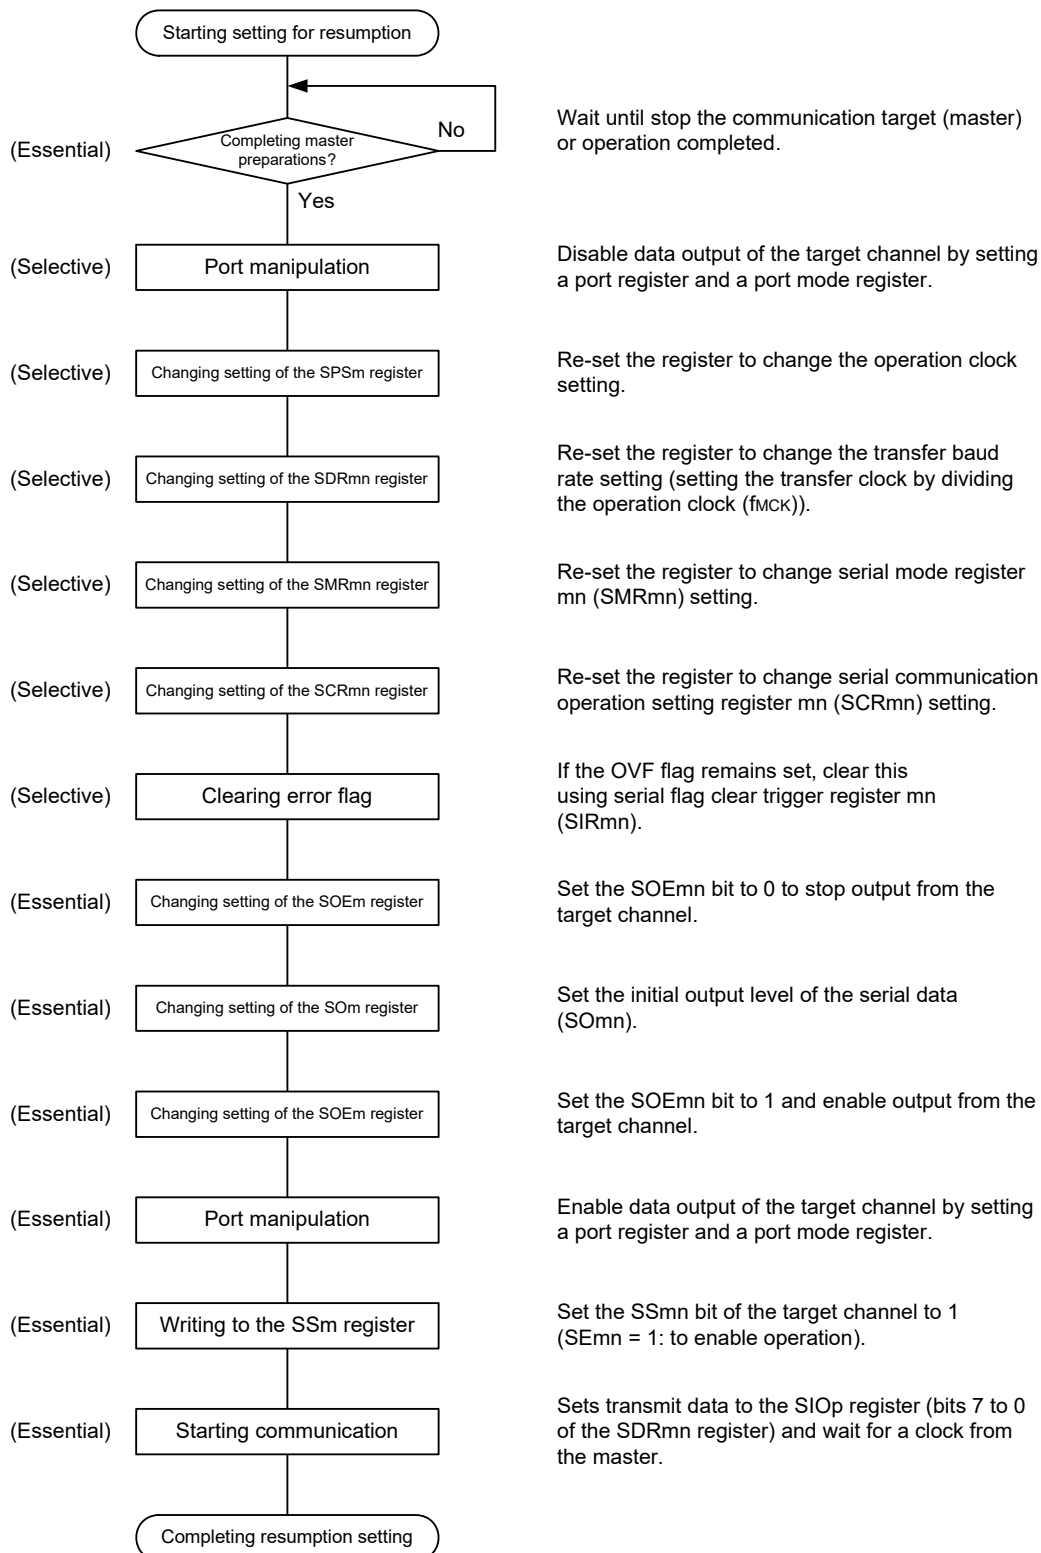 Starting setting for resumption
No
Wait until stop the communication target (master)
or operation completed.
(Essential)
Completing master
preparations?
Yes
(Selective)
Port manipulation
Disable data output of the target channel by setting
a port register and a port mode register.
(Selective)
Changing setting of the SPSm register
Re-set the register to change the operation clock
setting.
(Selective)
Changing setting of the SDRmn register
Re-set the register to change the transfer baud
rate setting (setting the transfer clock by dividing
the operation clock (fMCK)).
(Selective)
Changing setting of the SMRmn register
Re-set the register to change serial mode register
mn (SMRmn) setting.
(Selective)
Changing setting of the SCRmn register
Re-set the register to change serial communication
operation setting register mn (SCRmn) setting.
(Selective)
Clearing error flag
If the OVF flag remains set, clear this
using serial flag clear trigger register mn
(SIRmn).
(Essential)
Changing setting of the SOEm register
Set the SOEmn bit to 0 to stop output from the
target channel.
(Essential)
Changing setting of the SOm register
Set the initial output level of the serial data
(SOmn).
(Essential)
Changing setting of the SOEm register
Set the SOEmn bit to 1 and enable output from the
target channel.
(Essential)
Port manipulation
Enable data output of the target channel by setting
a port register and a port mode register.
(Essential)
Writing to the SSm register
Set the SSmn bit of the target channel to 1
(SEmn = 1: to enable operation).
(Essential)
Starting communication
Sets transmit data to the SIOp register (bits 7 to 0
of the SDRmn register) and wait for a clock from
the master.
Completing resumption setting